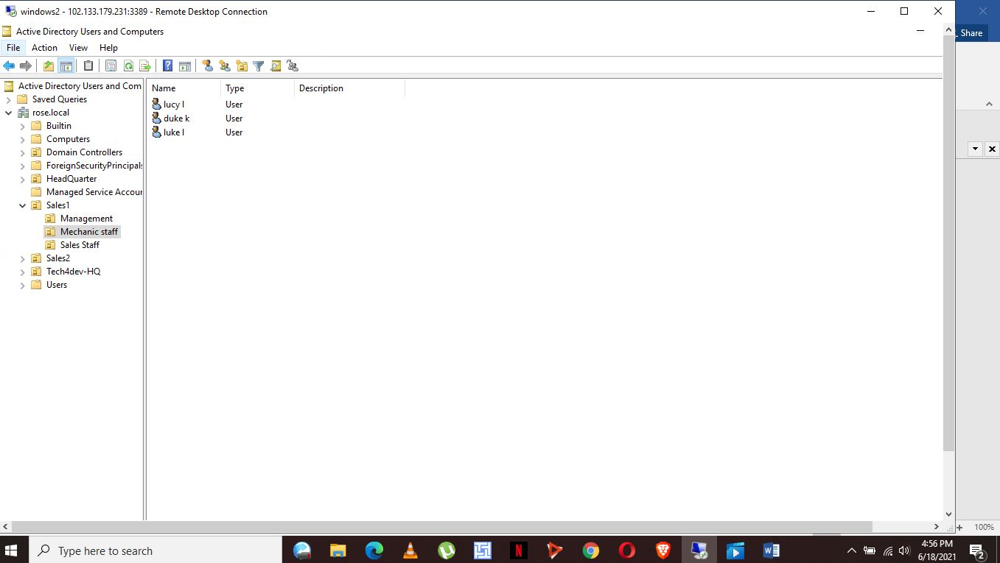 windows2 - 102.133.179.231:3389 - Remote Desktop Connection
Share
Active Directory Users and Computers
File Action View Help
Active Directory Users and Com
Saved Queries
rose.local
Builtin
Computers
Domain Controllers
ForeignSecurityPrincipals
HeadQuarter
Managed Service Accoun
Sales1
Management
Mechanic staff
Sales Staff
Sales2
Tech4dev-HQ
Users
Name Type Description
lucy l User
duke k User
luke l User
100%
Type here to search
N
4:56 PM
6/18/2021
2